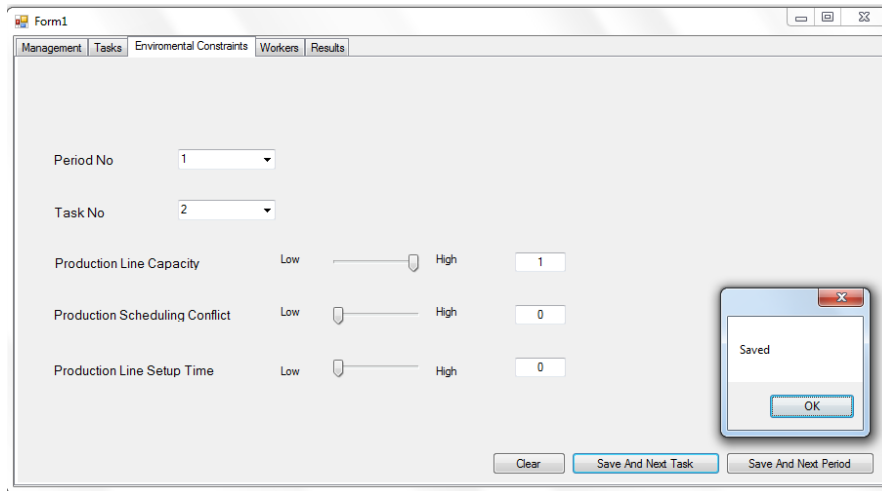 Form1
Management Tasks Enviromental Constraints Workers Results
Period No 1
Task No 2
Production Line Capacity Low High 1
Production Scheduling Conflict Low High 0
Production Line Setup Time Low High 0
Saved
OK
Clear Save And Next Task Save And Next Period